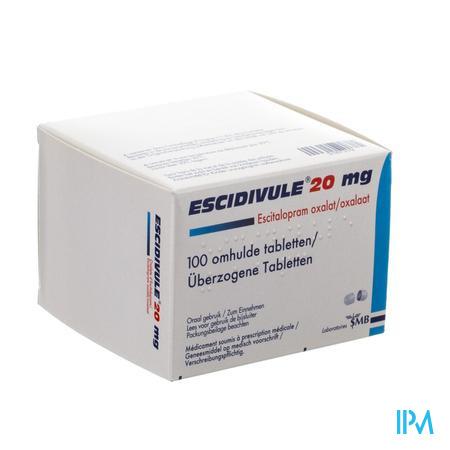 ESCIDIVULE® 20 mg
Escitalopram oxalat/oxalaat
100 omhulde tabletten/
Überzogene Tabletten
Oraal gebruik / Zum Einnehmen
Lees voor gebruik de bijsluiter
Packungsbeilage beachten
Médicament soumis à prescription médicale /
Geneesmiddel op medisch voorschrift /
Verschreibungspflichtig.
Laboratoires SMB
ESCIDIVULE® 20 mg
IPM